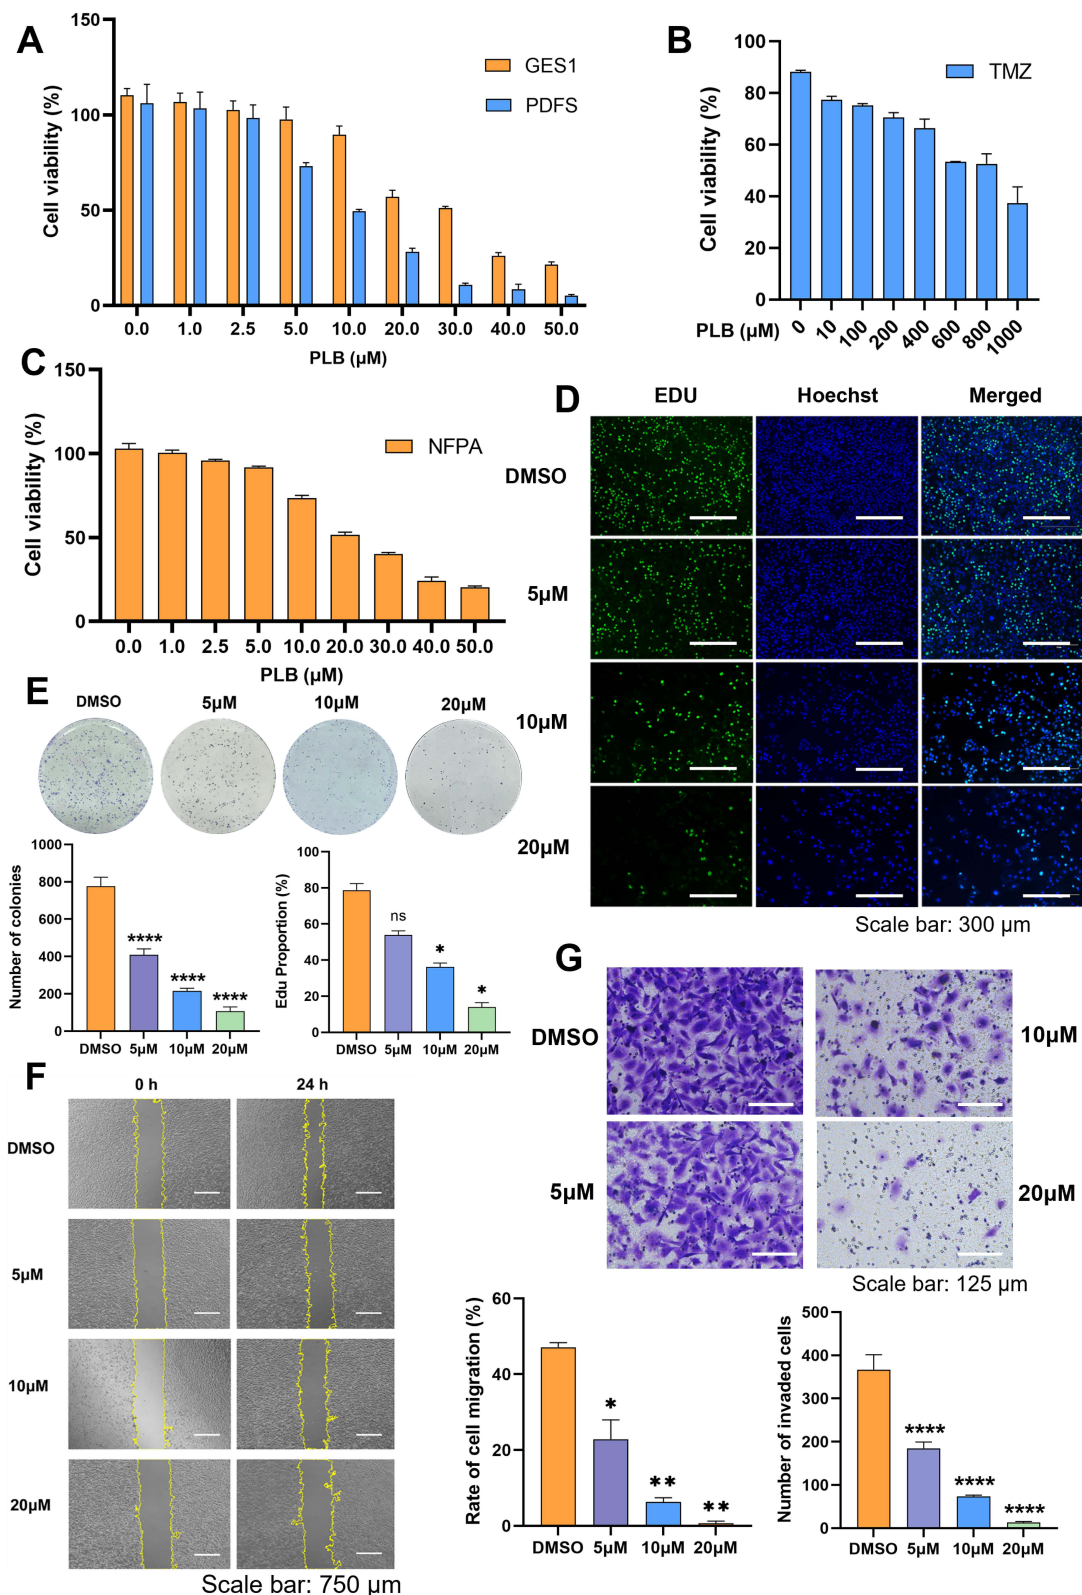 A
150
100
50
0
Cell viability (%)
GES1
PDFS
0.0 1.0 2.5 5.0 10.0 20.0 30.0 40.0 50.0
PLB (μM)
B
100
80
60
40
20
0
Cell viability (%)
TMZ
PLB (μM) 0 10 100 200 400 600 800 1000
C
150
100
50
0
Cell viability (%)
NFPA
0.0 1.0 2.5 5.0 10.0 20.0 30.0 40.0 50.0
PLB (μM)
D
EDU Hoechst Merged
DMSO
5μM
10μM
20μM
Scale bar: 300 μm
E
DMSO 5μM 10μM 20μM
1000
800
600
400
200
0
Number of colonies
**** **** ****
DMSO 5μM 10μM 20μM
100
80
60
40
20
0
Edu Proportion (%)
ns * *
DMSO 5μM 10μM 20μM
F
0 h 24 h
DMSO
5μM
10μM
20μM
Scale bar: 750 μm
G
DMSO 10μM
5μM 20μM
Scale bar: 125 μm
60
40
20
0
Rate of cell migration (%)
* ** **
DMSO 5μM 10μM 20μM
500
400
300
200
100
0
Number of invaded cells
**** **** ****
DMSO 5μM 10μM 20μM